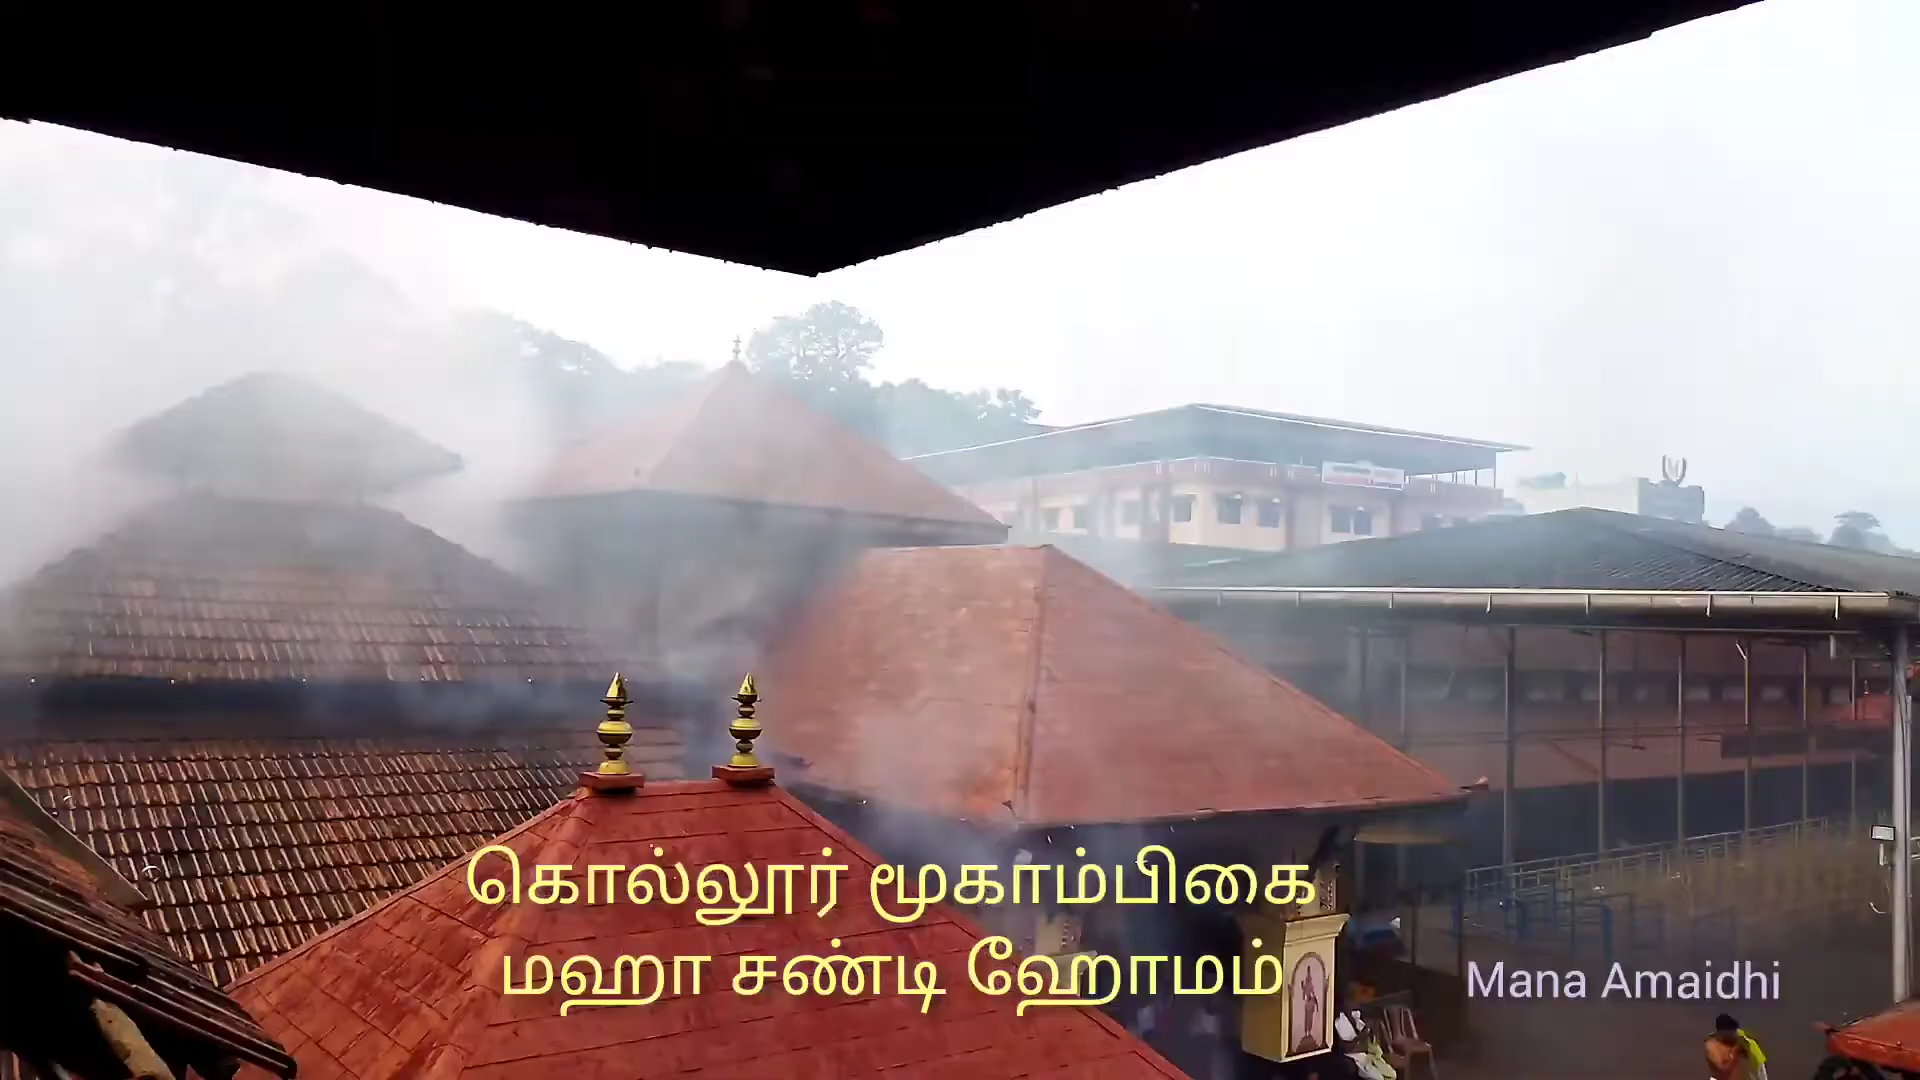 கொல்லூர் மூகாம்பிகை
மஹா சண்டி ஹோமம்
Mana Amaidhi